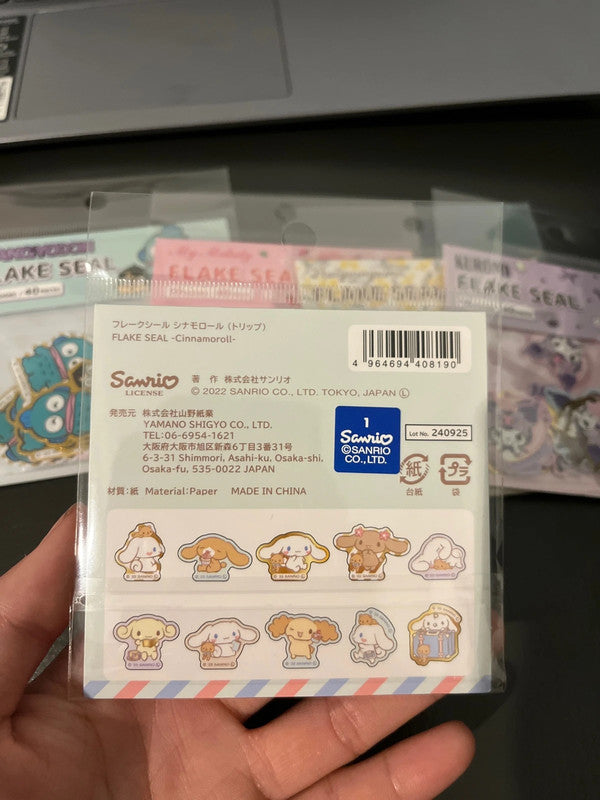 FLAKE SEAL
My Melody
FLAKE SEAL
KUROMI
FLAKE SEAL
フレークシール シナモロール（トリップ）
FLAKE SEAL -Cinnamoroll-
4 964694 408190
Sanrio
LICENSE
著 作 株式会社サンリオ
© 2022 SANRIO CO., LTD. TOKYO, JAPAN Ⓛ
発売元 株式会社山野紙業
YAMANO SHIGYO CO., LTD.
TEL:06-6954-1621
大阪府大阪市旭区新森6丁目3番31号
6-3-31 Shinmori, Asahi-ku, Osaka-shi,
Osaka-fu, 535-0022 JAPAN
1
Sanrio
©SANRIO
CO., LTD.
Lot No. 240925
紙
台紙
プラ
袋
材質：紙 Material:Paper MADE IN CHINA